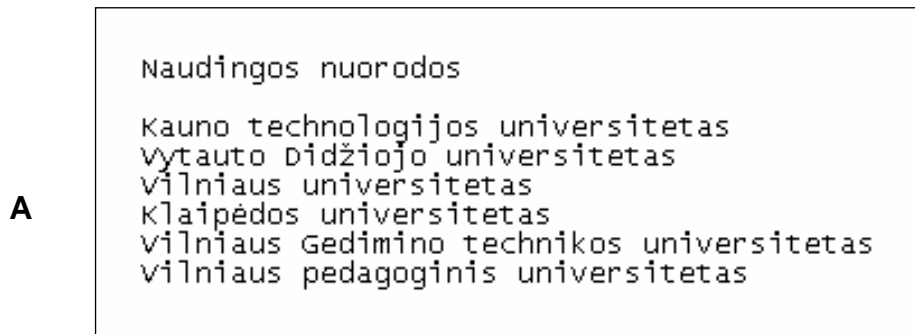 Naudingos nuorodos
Kauno technologijos universitetas
Vytauto Didžiojo universitetas
Vilniaus universitetas
Klaipėdos universitetas
Vilniaus Gedimino technikos universitetas
Vilniaus pedagoginis universitetas
A